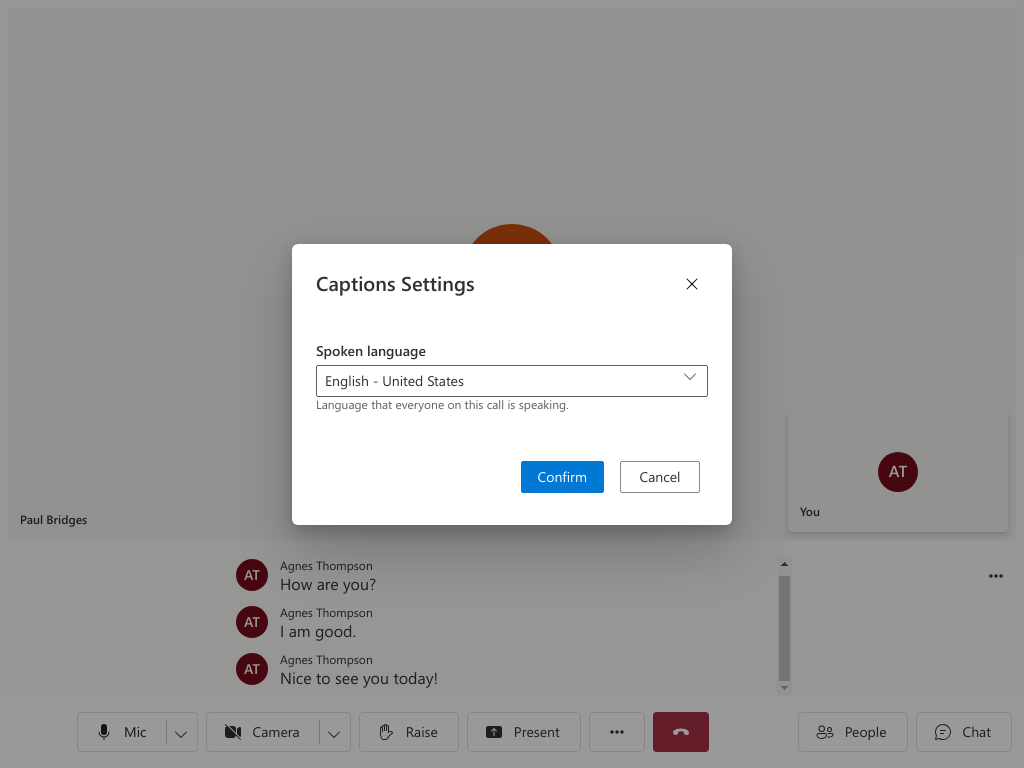 Captions Settings
Spoken language
English - United States
Language that everyone on this call is speaking.
Confirm
Cancel
AT
You
Paul Bridges
AT
Agnes Thompson
How are you?
AT
Agnes Thompson
I am good.
AT
Agnes Thompson
Nice to see you today!
Mic
Camera
Raise
Present
People
Chat